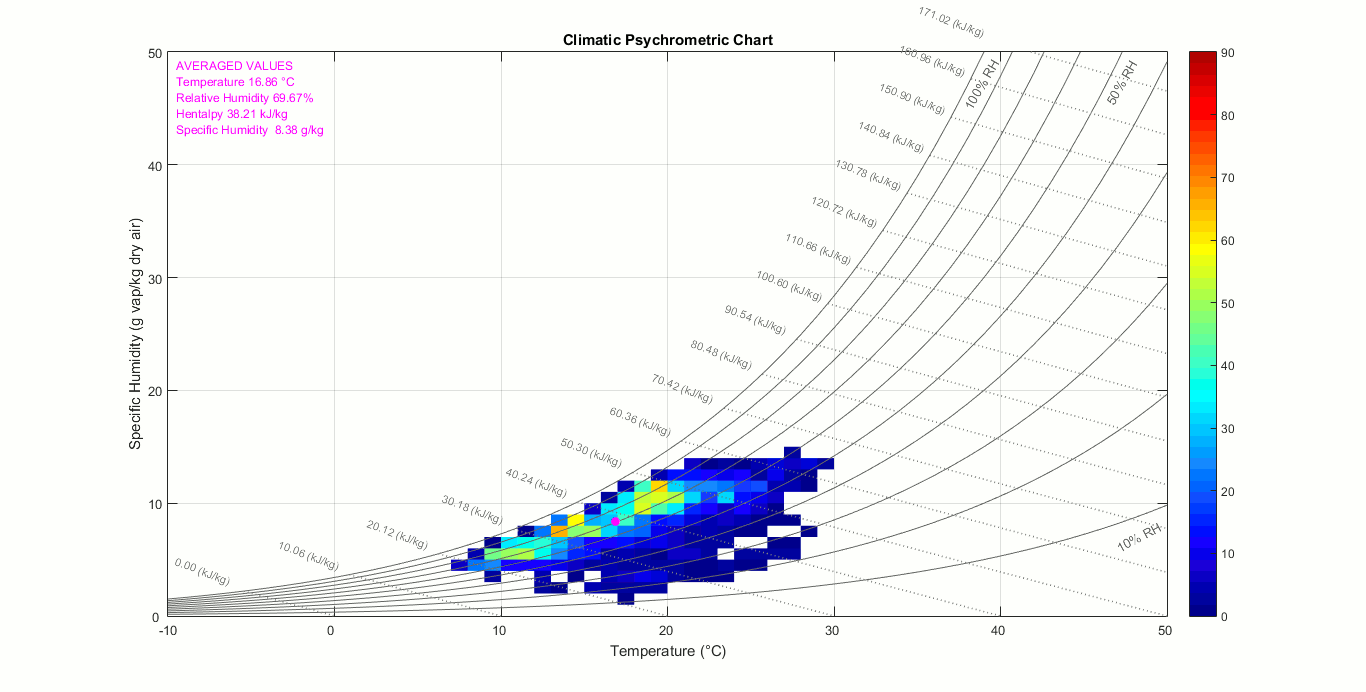 Climatic Psychrometric Chart
AVERAGED VALUES
Temperature 16.86 °C
Relative Humidity 69.67%
Hentalpy 38.21 kJ/kg
Specific Humidity  8.38 g/kg
171.02 (kJ/kg)
160.96 (kJ/kg)
150.90 (kJ/kg)
140.84 (kJ/kg)
130.78 (kJ/kg)
120.72 (kJ/kg)
110.66 (kJ/kg)
100.60 (kJ/kg)
90.54 (kJ/kg)
80.48 (kJ/kg)
70.42 (kJ/kg)
60.36 (kJ/kg)
50.30 (kJ/kg)
40.24 (kJ/kg)
30.18 (kJ/kg)
20.12 (kJ/kg)
10.06 (kJ/kg)
0.00 (kJ/kg)
100% RH
50% RH
10% RH
50
40
30
20
10
0
Specific Humidity (g vap/kg dry air)
-10
0
10
20
30
40
50
Temperature (°C)
90
80
70
60
50
40
30
20
10
0